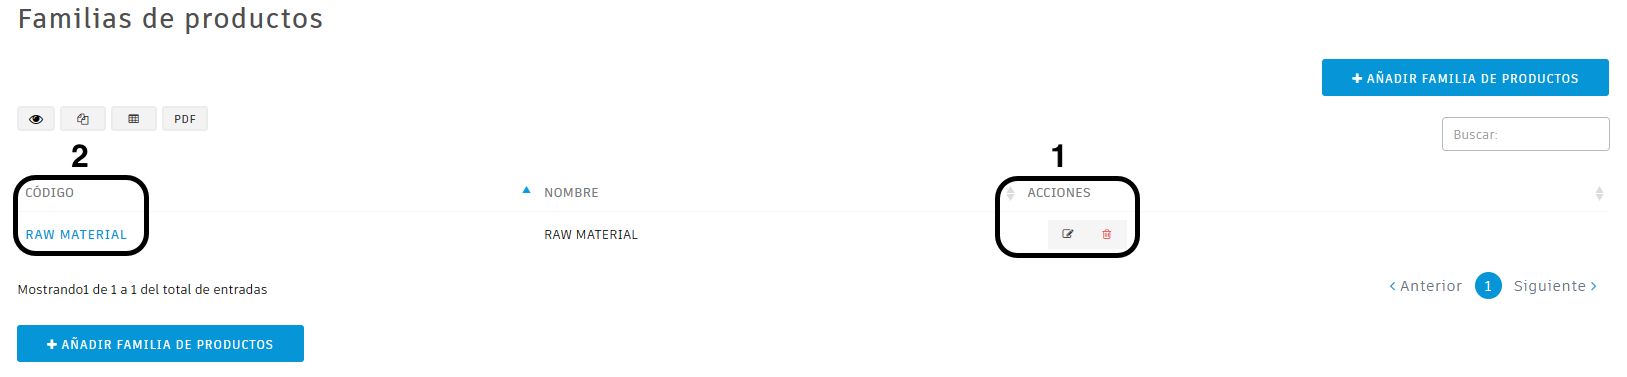 Familias de productos
AÑADIR FAMILIA DE PRODUCTOS
PDF
Buscar:
2
1
CÓDIGO NOMBRE ACCIONES
RAW MATERIAL RAW MATERIAL
Mostrando1 de 1 a 1 del total de entradas
Anterior 1 Siguiente
AÑADIR FAMILIA DE PRODUCTOS